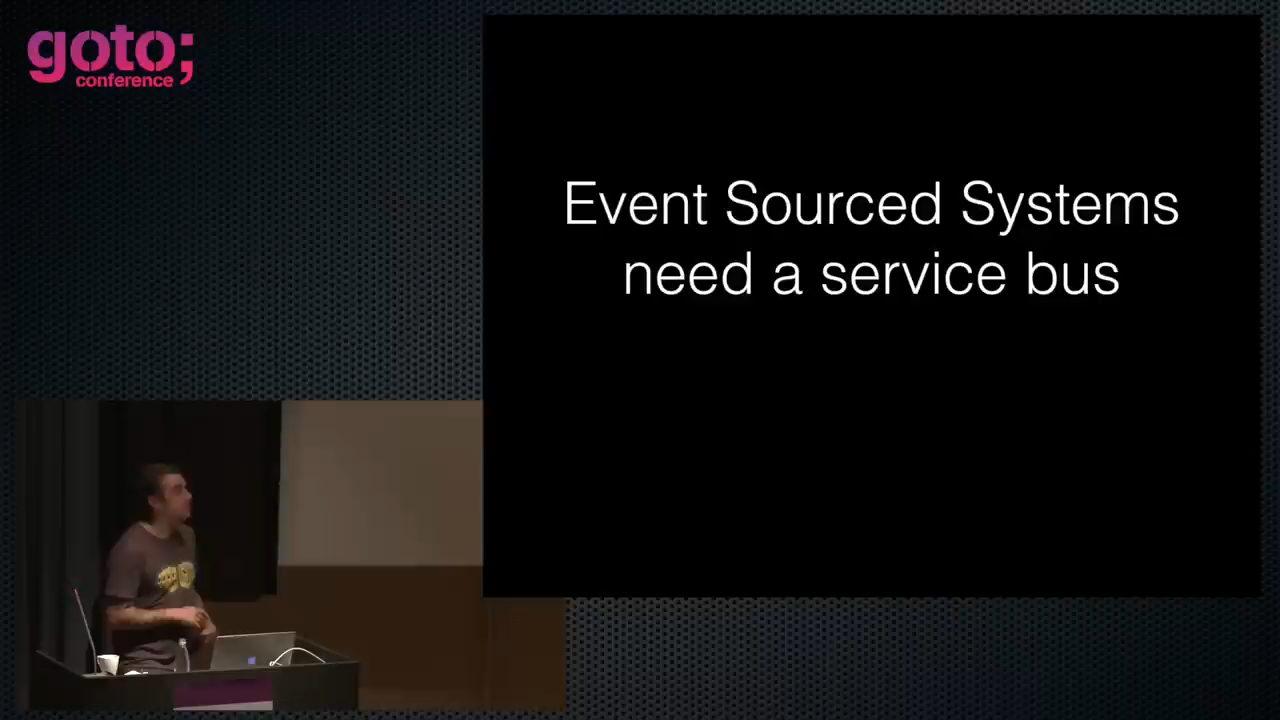 goto;
conference
Event Sourced Systems
need a service bus